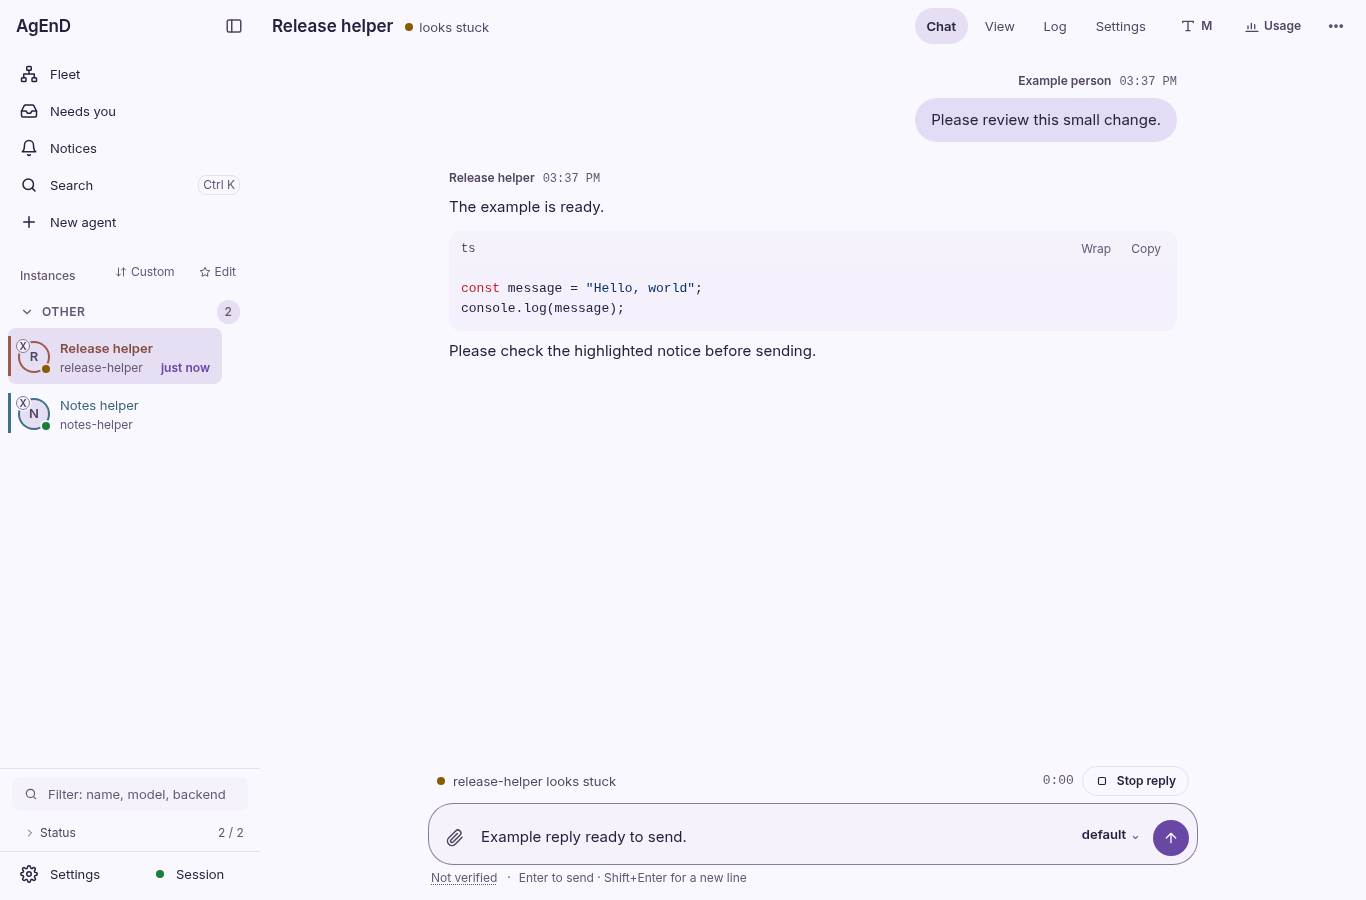 AgEnD
Fleet
Needs you
Notices
Search Ctrl K
New agent
Instances Custom Edit
OTHER 2
X R Release helper
release-helper just now
X N Notes helper
notes-helper
Filter: name, model, backend
Status 2 / 2
Settings Session
Release helper looks stuck Chat View Log Settings T M Usage •••
Example person 03:37 PM
Please review this small change.
Release helper 03:37 PM
The example is ready.
ts Wrap Copy
const message = "Hello, world";
console.log(message);
Please check the highlighted notice before sending.
release-helper looks stuck 0:00 Stop reply
Example reply ready to send. default
Not verified · Enter to send · Shift+Enter for a new line